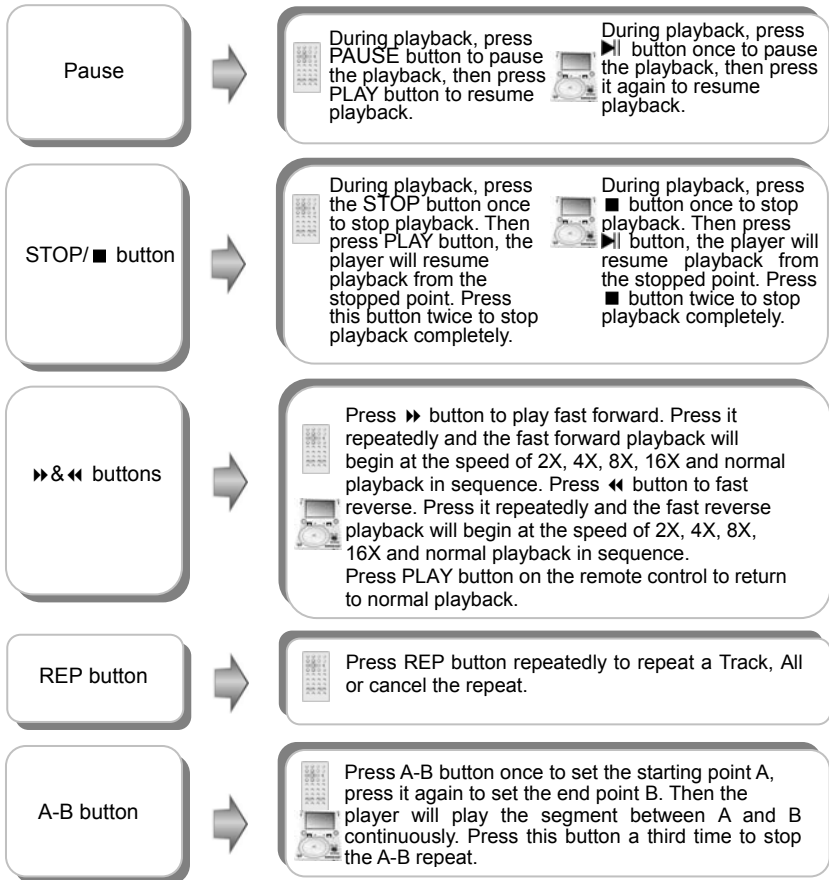 Pause
During playback, press
PAUSE button to pause
the playback, then press
PLAY button to resume
playback.
During playback, press
▶|| button once to pause
the playback, then press
it again to resume
playback.
STOP/■ button
During playback, press
the STOP button once
to stop playback. Then
press PLAY button, the
player will resume
playback from the
stopped point. Press
this button twice to stop
playback completely.
During playback, press
■ button once to stop
playback. Then press
▶|| button, the player will
resume playback from
the stopped point. Press
■ button twice to stop
playback completely.
▶▶&◀◀ buttons
Press ▶▶ button to play fast forward. Press it
repeatedly and the fast forward playback will
begin at the speed of 2X, 4X, 8X, 16X and normal
playback in sequence. Press ◀◀ button to fast
reverse. Press it repeatedly and the fast reverse
playback will begin at the speed of 2X, 4X, 8X,
16X and normal playback in sequence.
Press PLAY button on the remote control to return
to normal playback.
REP button
Press REP button repeatedly to repeat a Track, All
or cancel the repeat.
A-B button
Press A-B button once to set the starting point A,
press it again to set the end point B. Then the
player will play the segment between A and B
continuously. Press this button a third time to stop
the A-B repeat.